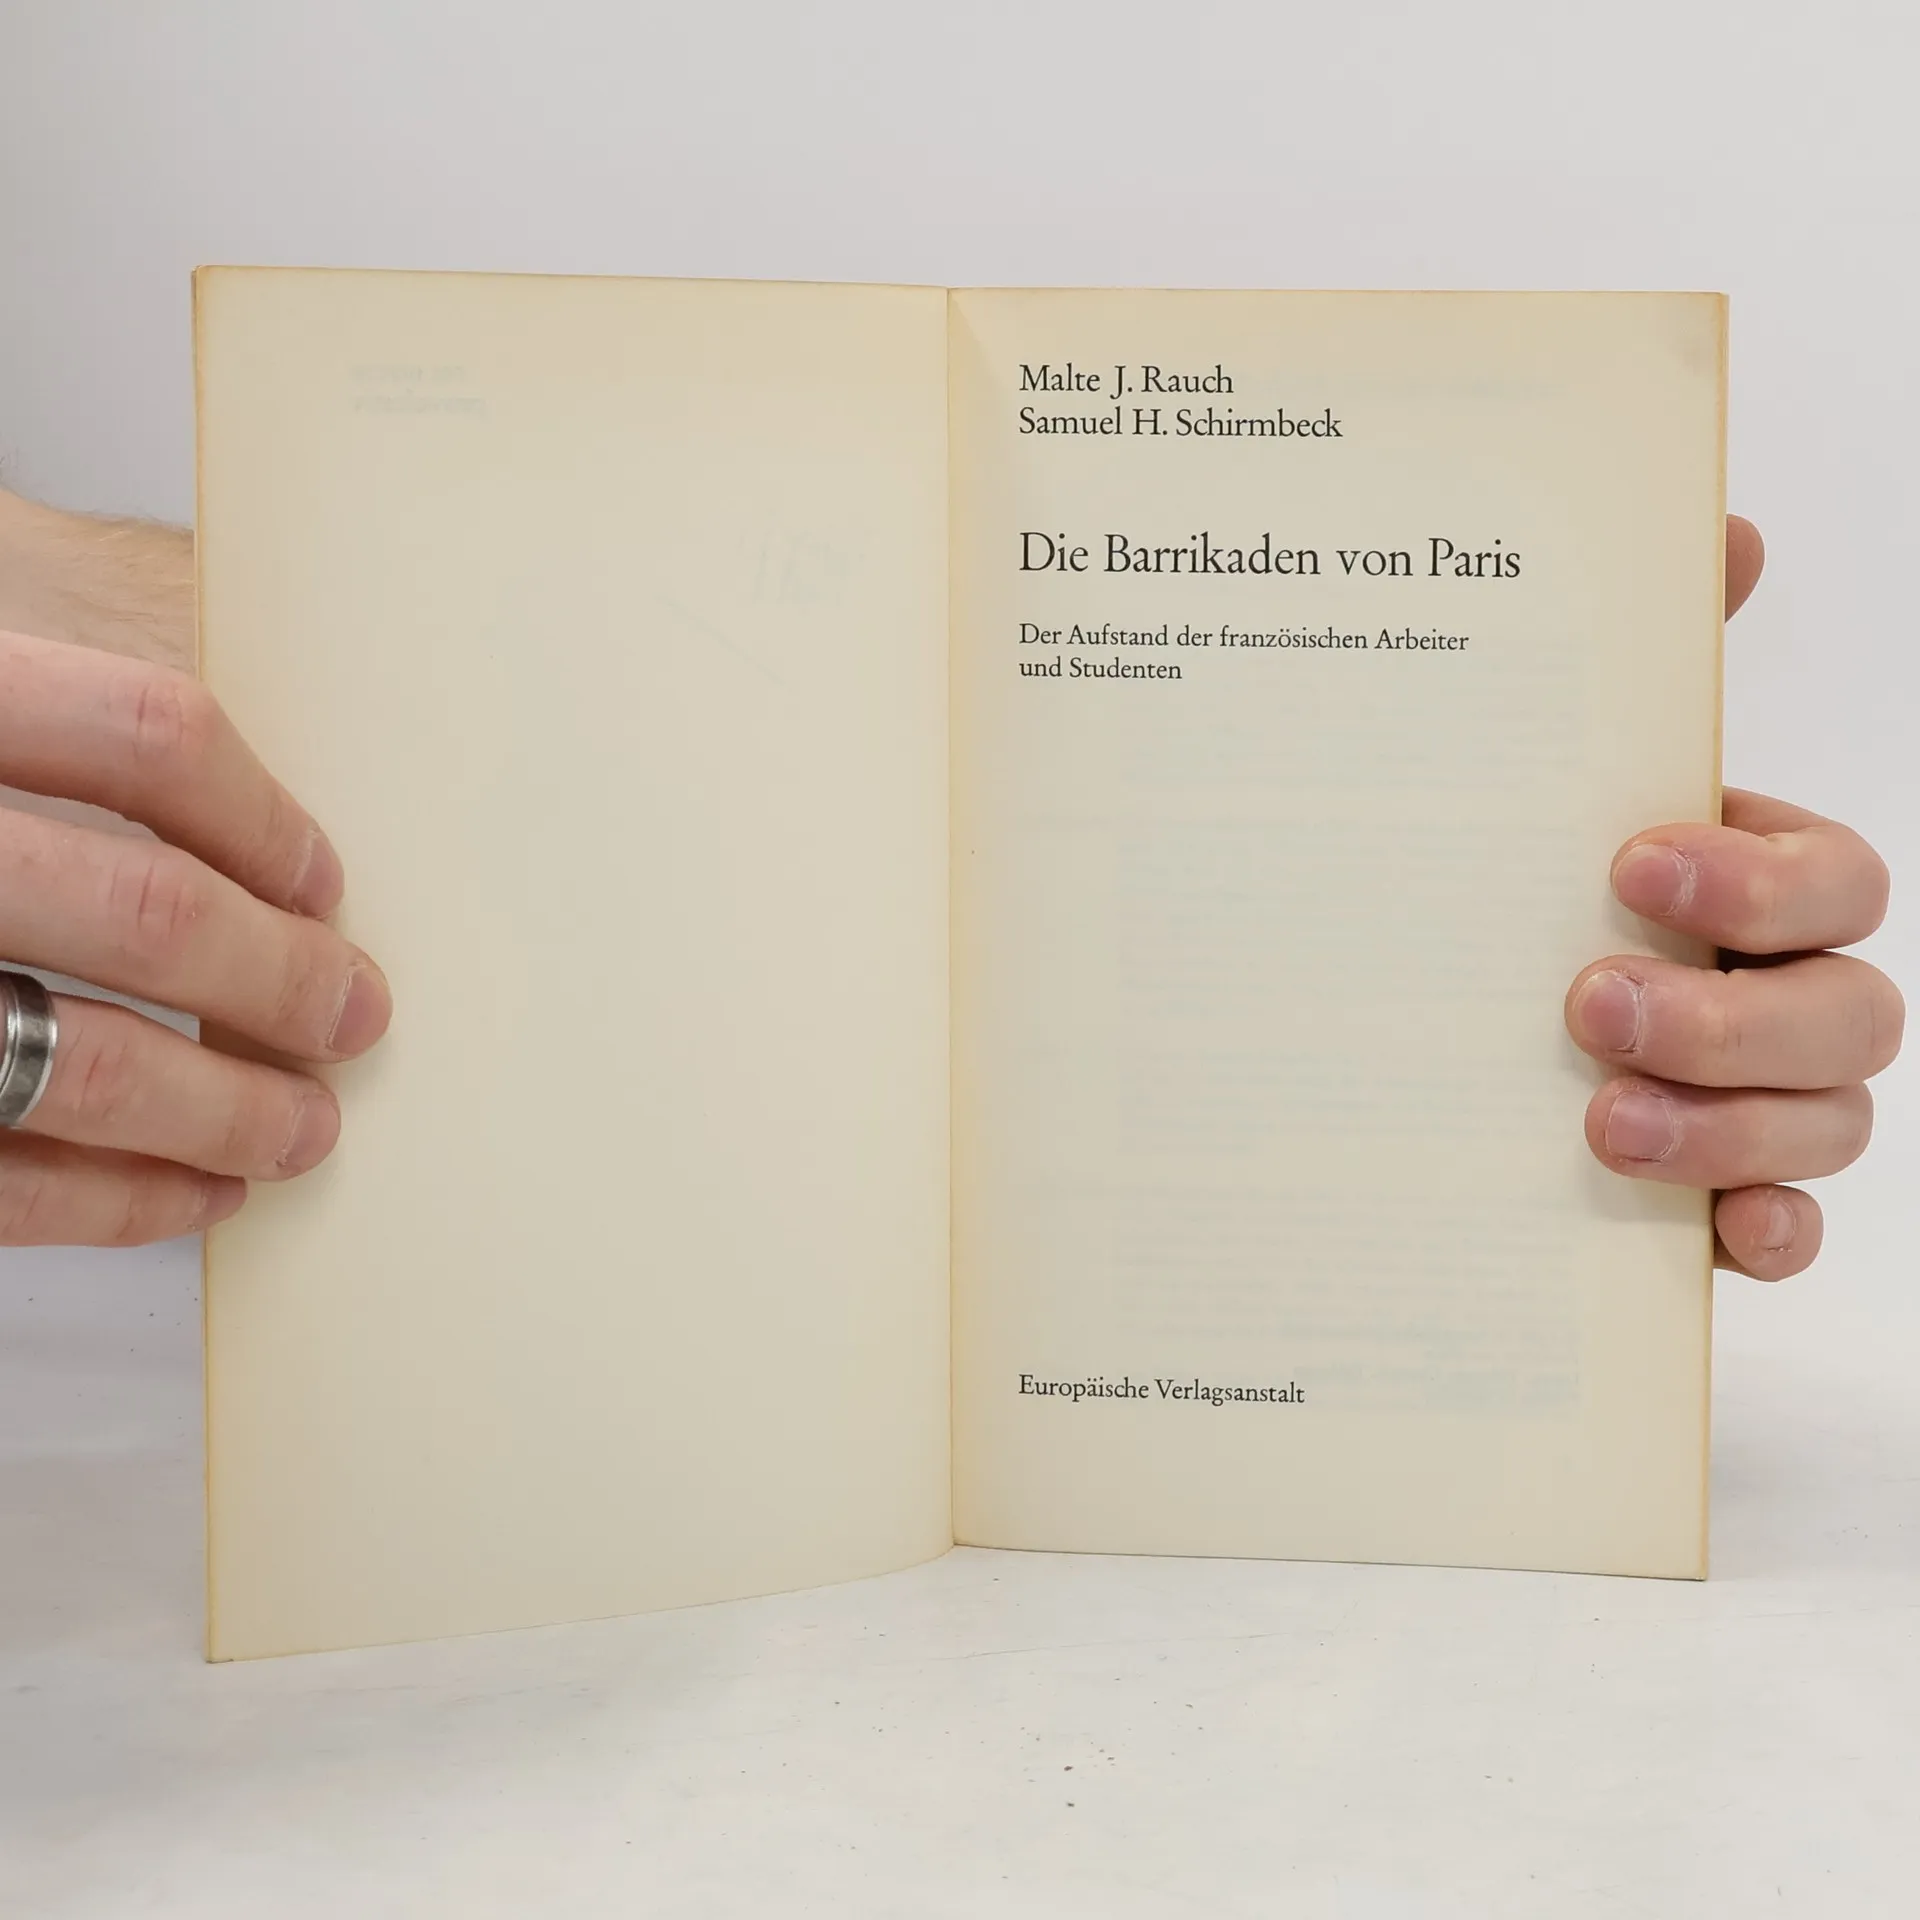 Malte J. Rauch
Samuel H. Schirmbeck
Die Barrikaden von Paris
Der Aufstand der französischen Arbeiter
und Studenten
Europäische Verlagsanstalt